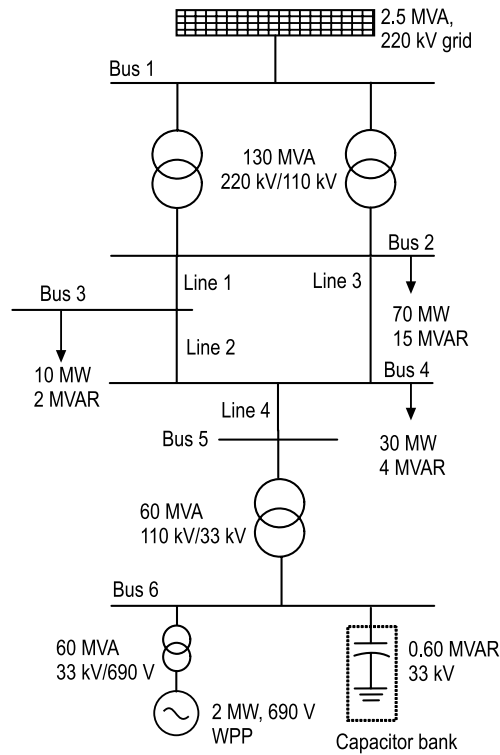 2.5 MVA,
220 kV grid
Bus 1
130 MVA
220 kV/110 kV
Bus 2
Line 1
Line 3
Bus 3
70 MW
15 MVAR
Line 2
10 MW
2 MVAR
Bus 4
Line 4
Bus 5
30 MW
4 MVAR
60 MVA
110 kV/33 kV
Bus 6
60 MVA
33 kV/690 V
0.60 MVAR
33 kV
2 MW, 690 V
WPP
Capacitor bank